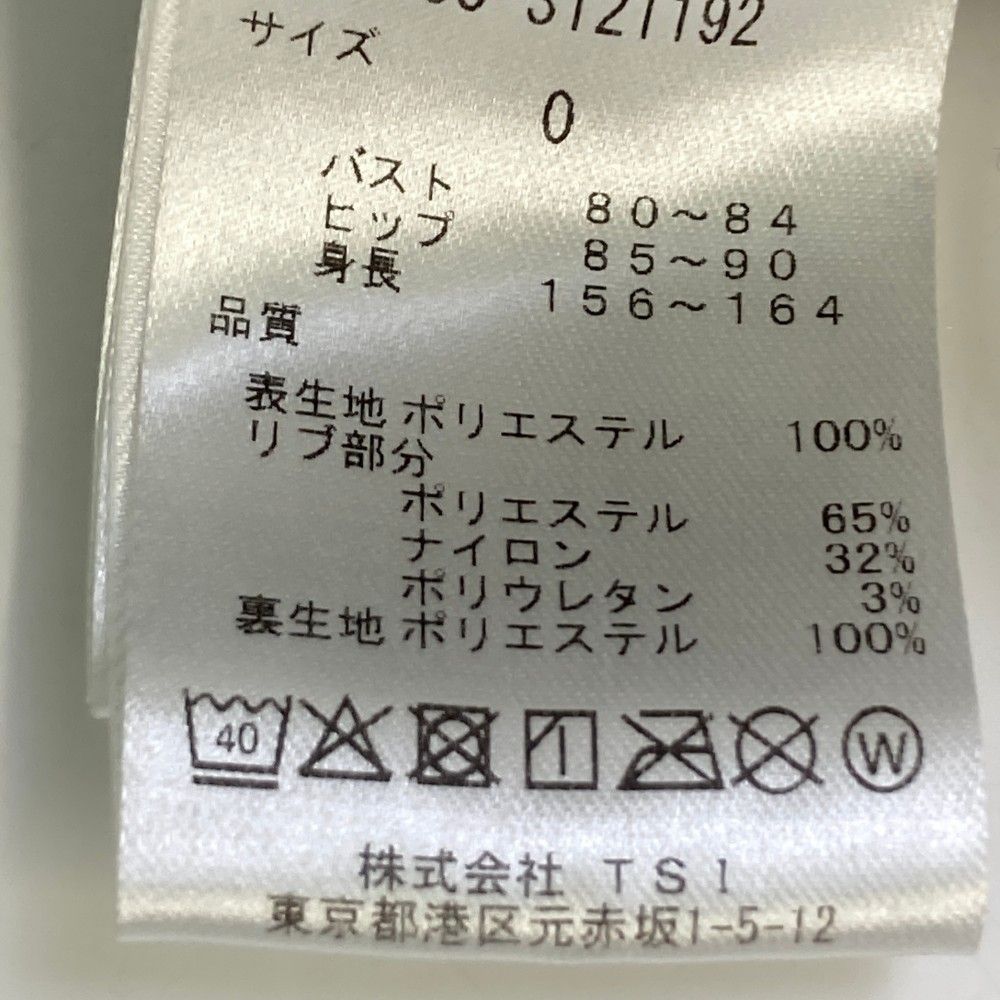 3121192
サイズ
0
バスト 80～84
ヒップ 85～90
身長 156～164
品質
表生地 ポリエステル 100%
リブ部分
ポリエステル 65%
ナイロン 32%
ポリウレタン 3%
裏生地 ポリエステル 100%
40
W
株式会社 TSI
東京都港区元赤坂1-5-12